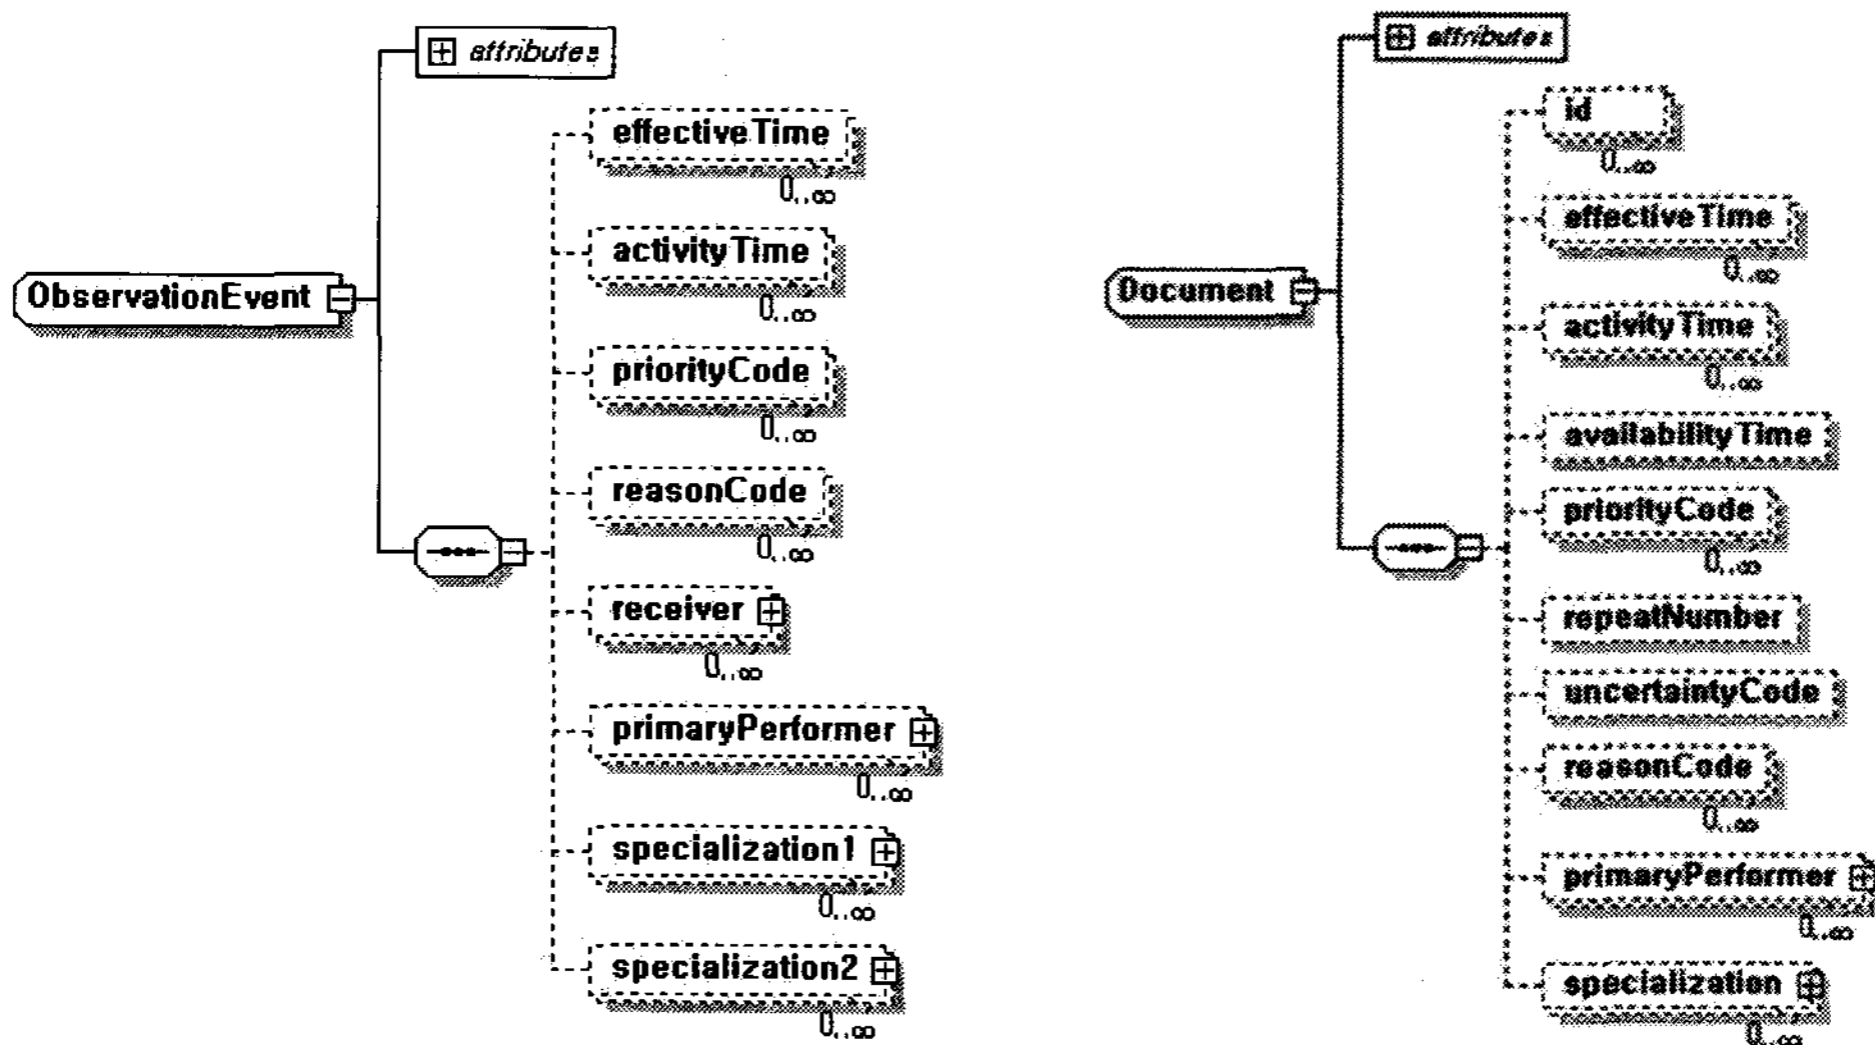 attributes
effectiveTime
0..∞
activityTime
0..∞
ObservationEvent
priorityCode
0..∞
reasonCode
0..∞
receiver
0..∞
primaryPerformer
0..∞
specialization1
0..∞
specialization2
0..∞
attributes
id
0..∞
effectiveTime
0..∞
Document
activityTime
0..∞
availabilityTime
priorityCode
0..∞
repeatNumber
uncertaintyCode
reasonCode
0..∞
primaryPerformer
0..∞
specialization
0..∞